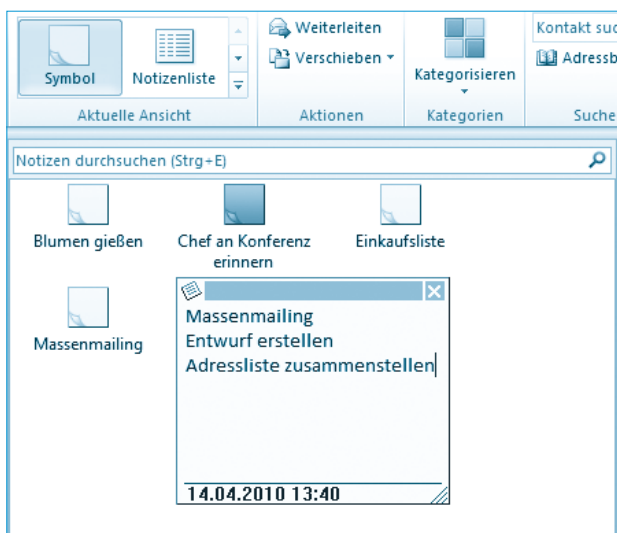 Weiterleiten
Kontakt suc
Verschieben
Adressb
Symbol
Notizenliste
Kategorisieren
Aktuelle Ansicht
Aktionen
Kategorien
Suche
Notizen durchsuchen (Strg+E)
Blumen gießen
Chef an Konferenz
erinnern
Einkaufsliste
Massenmailing
Massenmailing
Entwurf erstellen
Adressliste zusammenstellen
14.04.2010 13:40